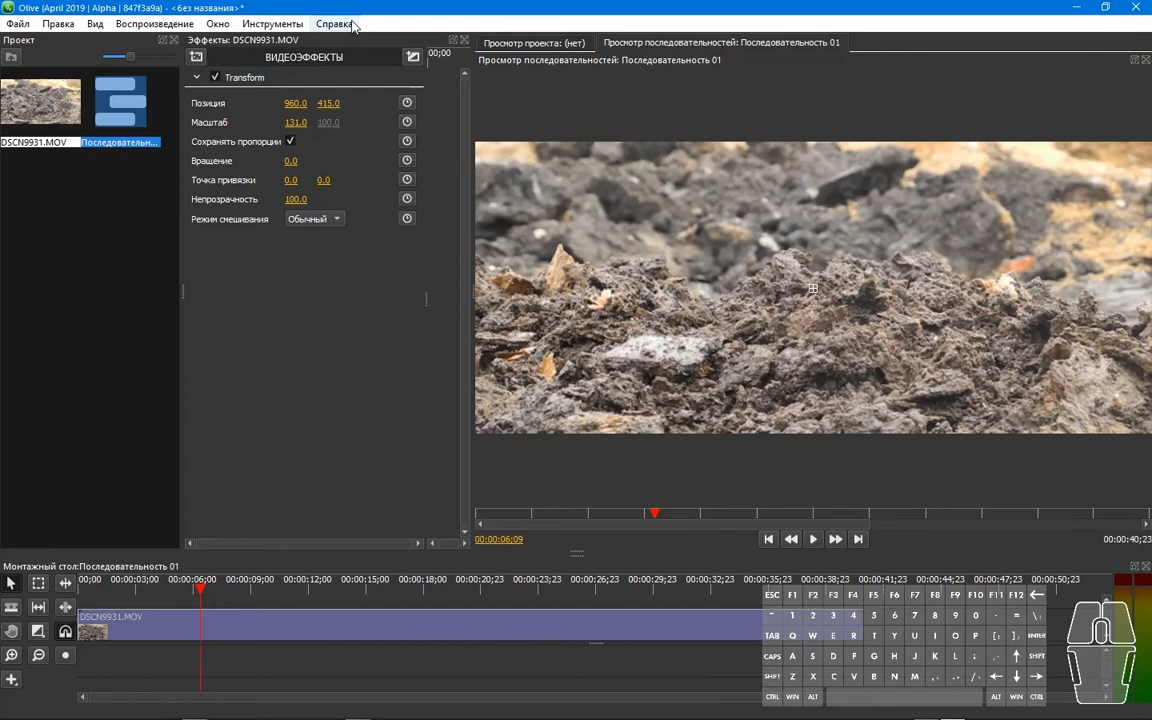 Olive (April 2019 | Alpha | 847f3a9a) - <без названия>*
Файл Правка Вид Воспроизведение Окно Инструменты Справка
Проект
Эффекты: DSCN9931.MOV
ВИДЕОЭФФЕКТЫ
00;00
Просмотр проекта: (нет) Просмотр последовательностей: Последовательность 01
Просмотр последовательностей: Последовательность 01
DSCN9931.MOV Последовательн...
Transform
Позиция 960.0 415.0
Масштаб 131.0 100.0
Сохранять пропорции
Вращение 0.0
Точка привязки 0.0 0.0
Непрозрачность 100.0
Режим смешивания Обычный
00:00:06;09
00:00:40;23
Монтажный стол:Последовательность 01
00;00 00:00:03;00 00:00:06;00 00:00:09;00 00:00:12;00 00:00:14;23 00:00:17;23 00:00:20;23 00:00:23;23 00:00:26;23 00:00:29;23 00:00:32;23 00:00:35;23 00:00:38;23 00:00:41;23 00:00:44;23 00:00:47;23 00:00:50;23
DSCN9931.MOV
ESC F1 F2 F3 F4 F5 F6 F7 F8 F9 F10 F11 F12
~ 1 2 3 4 5 6 7 8 9 0 - =
TAB Q W E R T Y U I O P [ ] ENTER
CAPS A S D F G H J K L ; SHIFT
SHIFT Z X C V B N M , . /
CTRL WIN ALT ALT WIN CTRL